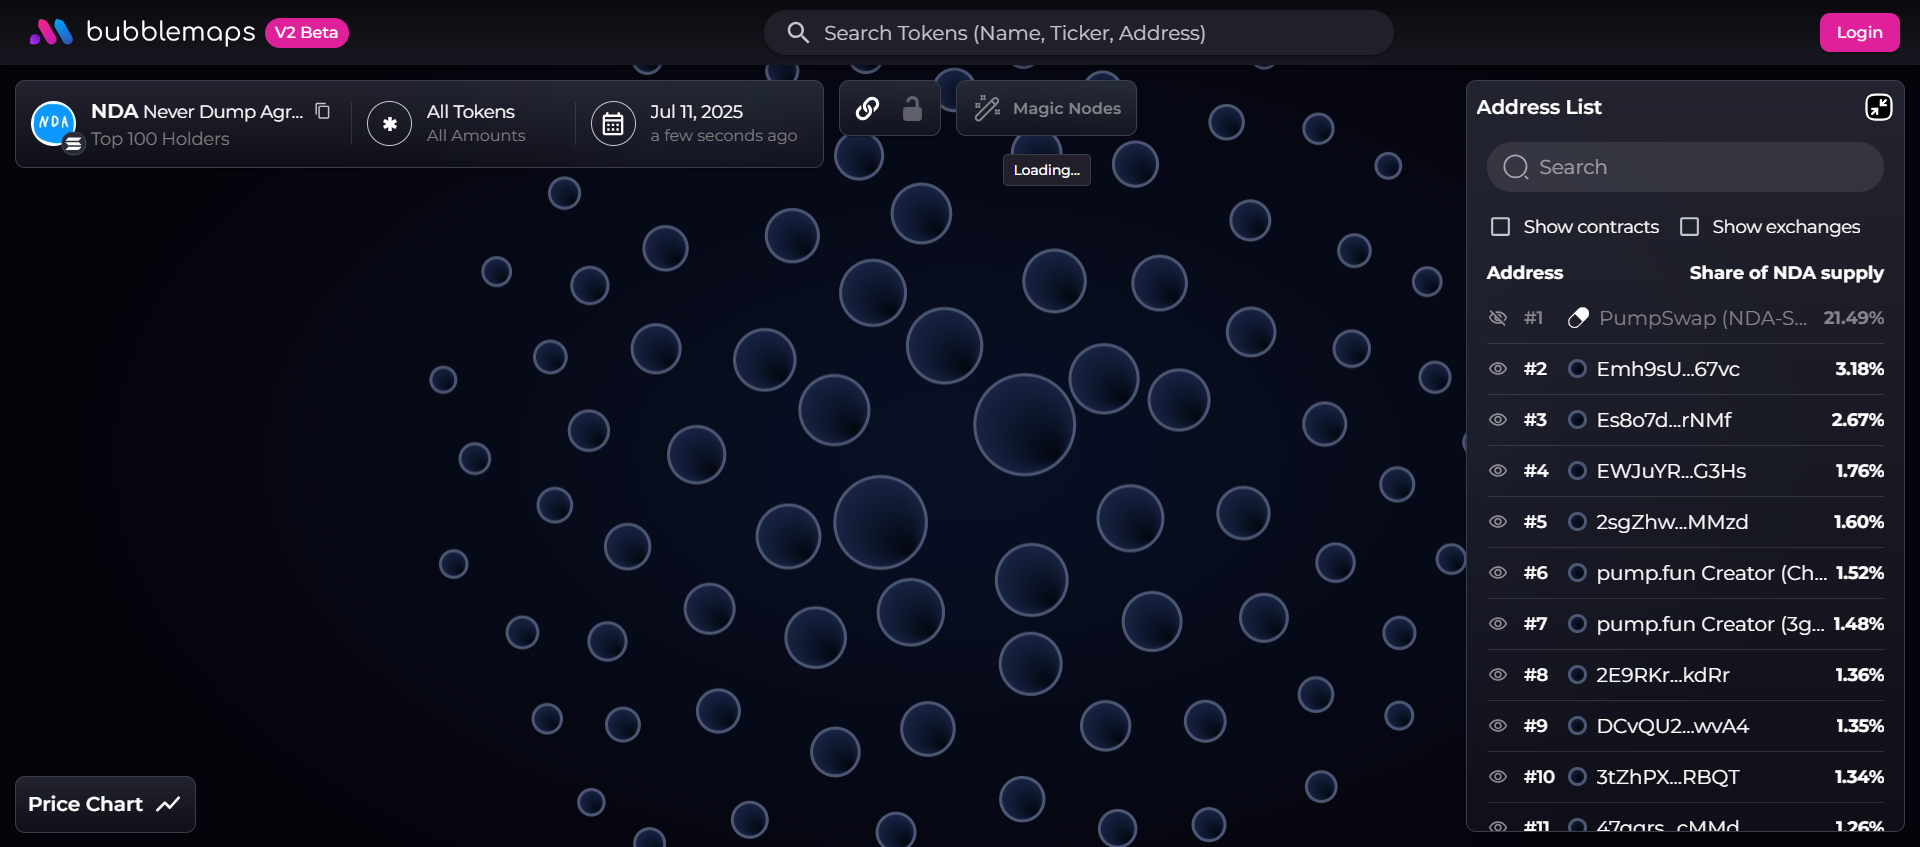 bubblemaps V2 Beta
Search Tokens (Name, Ticker, Address)
Login
NDA
NDA Never Dump Agr...
Top 100 Holders
All Tokens
All Amounts
Jul 11, 2025
a few seconds ago
Magic Nodes
Loading...
Address List
Search
Show contracts Show exchanges
Address Share of NDA supply
#1 PumpSwap (NDA-S... 21.49%
#2 Emh9sU...67vc 3.18%
#3 Es8o7d...rNMf 2.67%
#4 EWJuYR...G3Hs 1.76%
#5 2sgZhw...MMzd 1.60%
#6 pump.fun Creator (Ch... 1.52%
#7 pump.fun Creator (3g... 1.48%
#8 2E9RKr...kdRr 1.36%
#9 DCvQU2...wvA4 1.35%
#10 3tZhPX...RBQT 1.34%
#11 1.26%
Price Chart